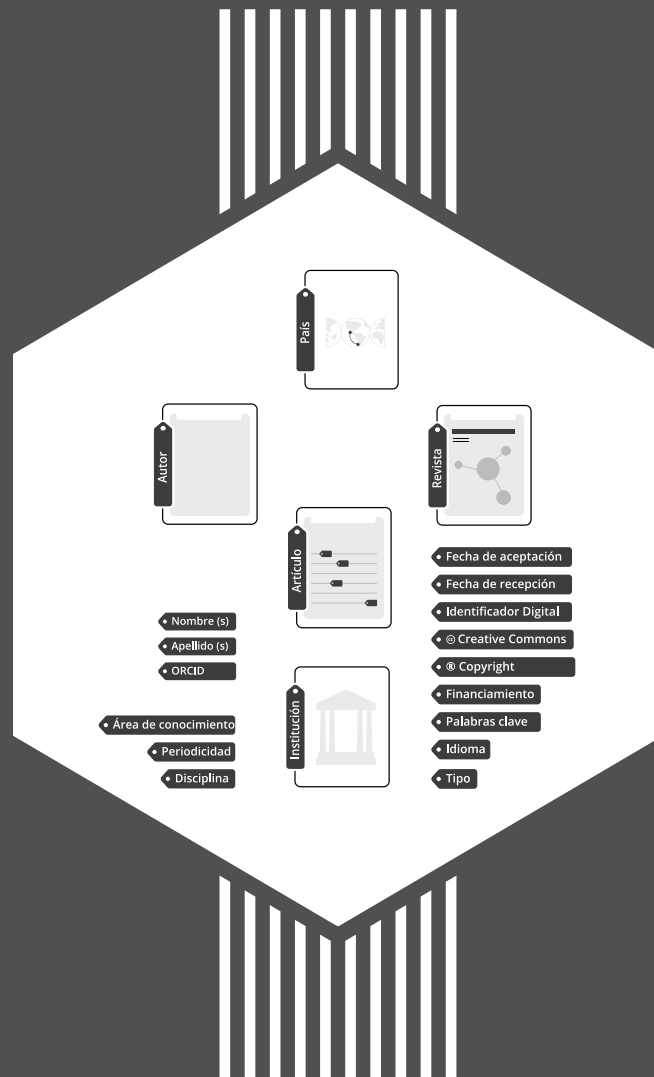 País
Autor
Revista
Artículo
Institución
Nombre (s)
Apellido (s)
ORCID
Área de conocimiento
Periodicidad
Disciplina
Fecha de aceptación
Fecha de recepción
Identificador Digital
🅭 Creative Commons
® Copyright
Financiamiento
Palabras clave
Idioma
Tipo